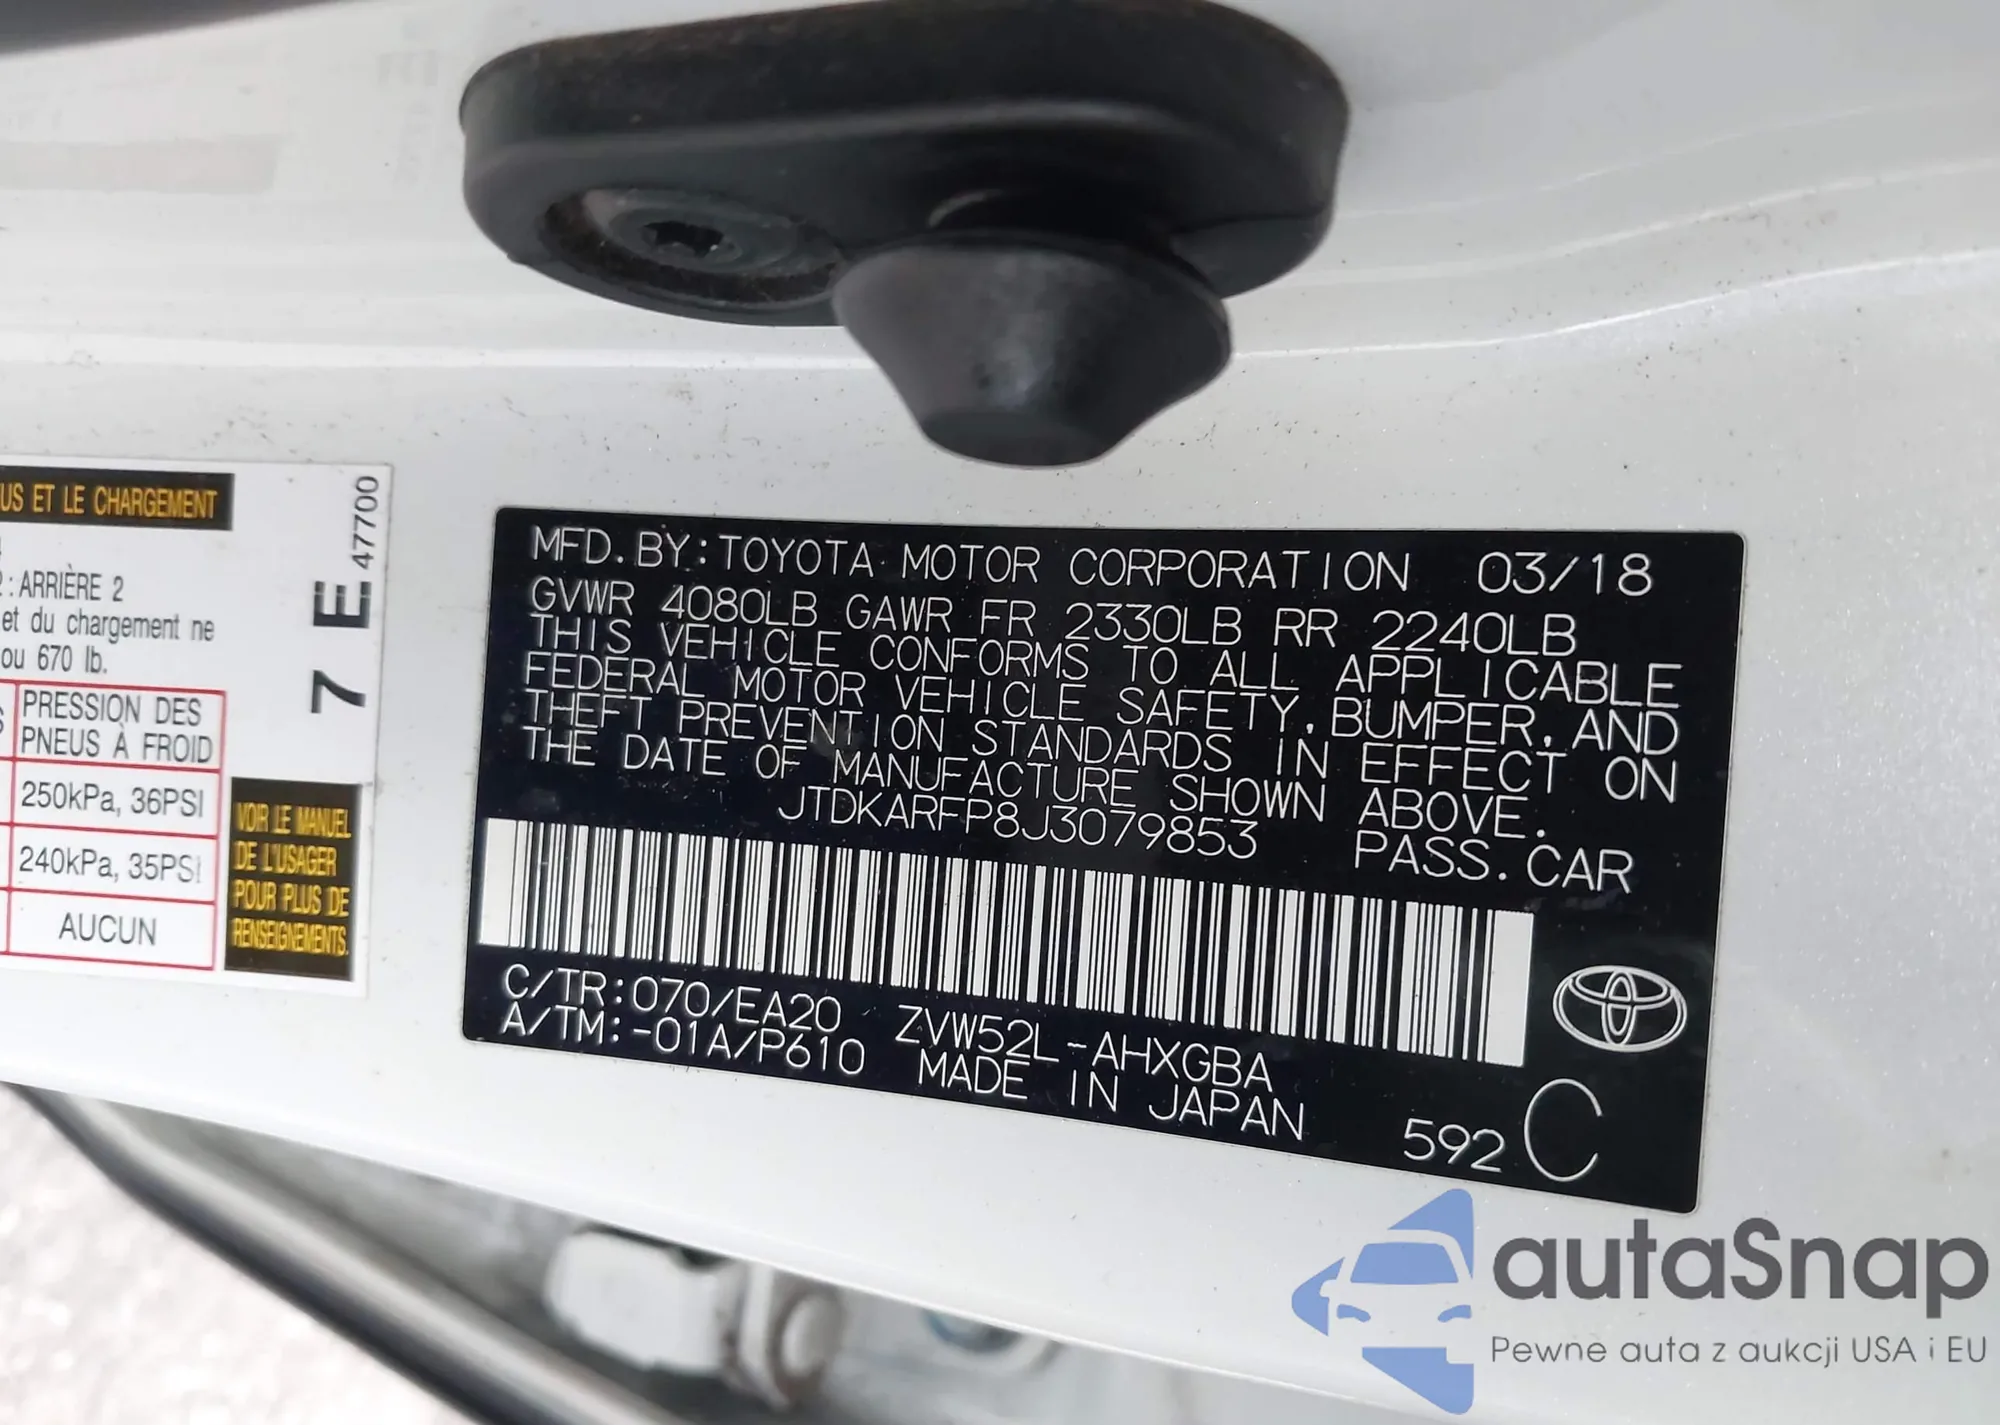 US ET LE CHARGEMENT
: ARRIÈRE 2
et du chargement ne
ou 670 lb.
PRESSION DES
PNEUS À FROID
250kPa, 36PSI
240kPa, 35PSI
AUCUN
7 E 47700
VOIR LE MANUEL
DE L'USAGER
POUR PLUS DE
RENSEIGNEMENTS.
MFD. BY: TOYOTA MOTOR CORPORATION 03/18
GVWR 4080LB GAWR FR 2330LB RR 2240LB
THIS VEHICLE CONFORMS TO ALL APPLICABLE
FEDERAL MOTOR VEHICLE SAFETY, BUMPER, AND
THEFT PREVENTION STANDARDS IN EFFECT ON
THE DATE OF MANUFACTURE SHOWN ABOVE.
JTDKARFP8J3079853 PASS. CAR
C/TR: 070/EA20 ZVW52L-AHXGBA
A/TM: -01A/P610 MADE IN JAPAN
592 C
autaSnap
Pewne auta z aukcji USA i EU